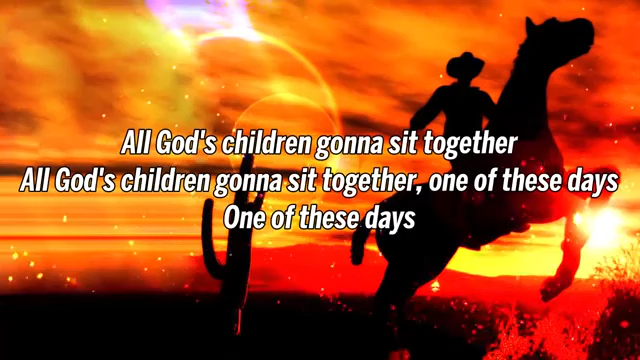 All God's children gonna sit together
All God's children gonna sit together, one of these days
One of these days